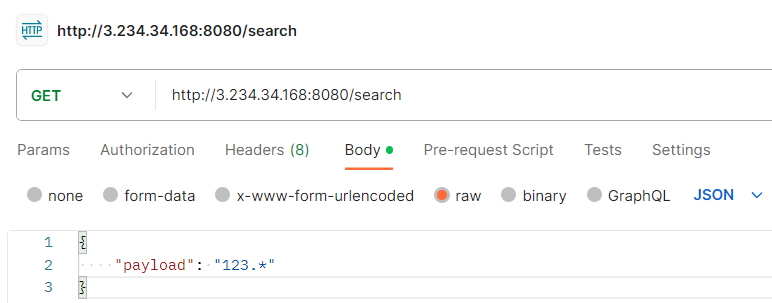 HTTP http://3.234.34.168:8080/search
GET http://3.234.34.168:8080/search
Params Authorization Headers (8) Body Pre-request Script Tests Settings
none form-data x-www-form-urlencoded raw binary GraphQL JSON
1 {
2 "payload": "123.*"
3 }